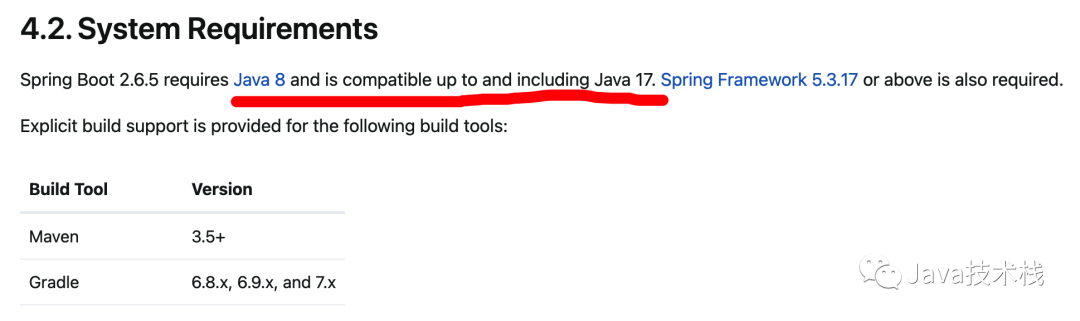 4.2. System Requirements
Spring Boot 2.6.5 requires Java 8 and is compatible up to and including Java 17. Spring Framework 5.3.17 or above is also required.
Explicit build support is provided for the following build tools:
Build Tool Version
Maven 3.5+
Gradle 6.8.x, 6.9.x, and 7.x
Java技术栈